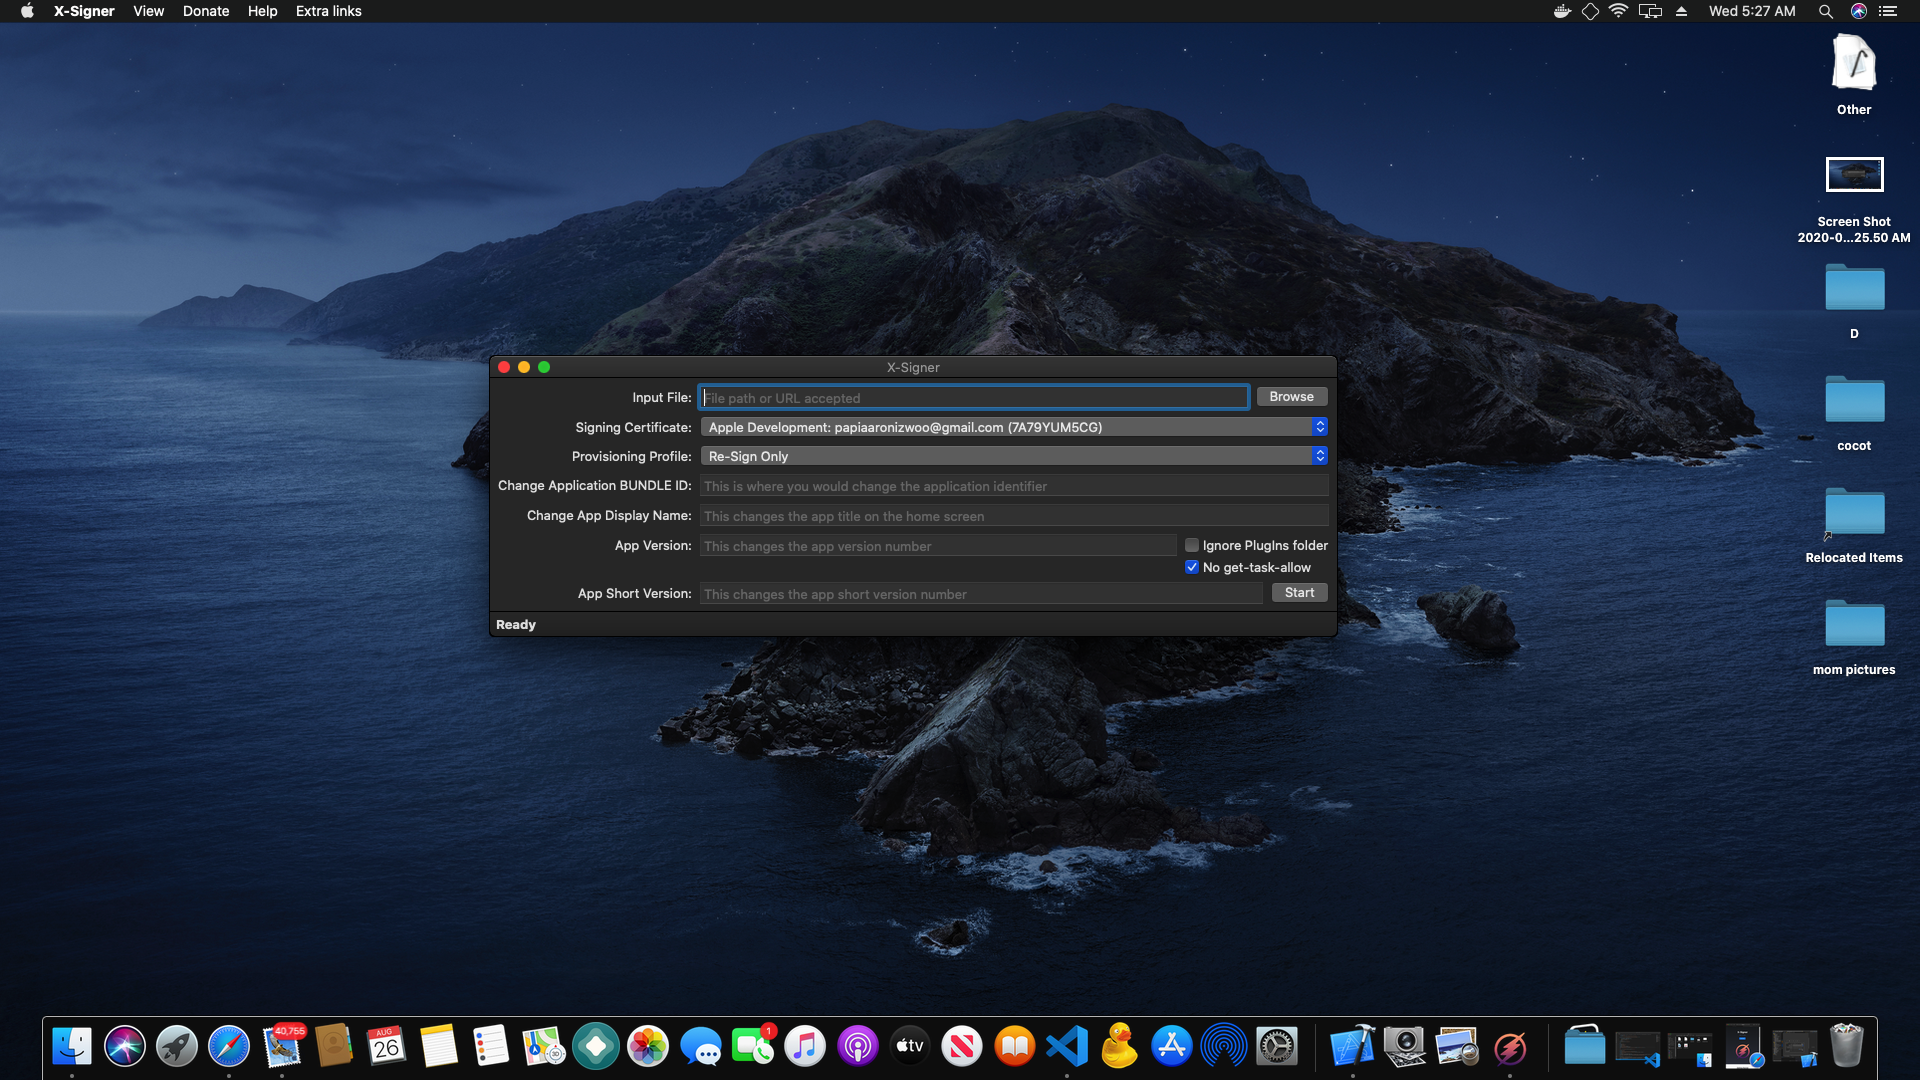 X-Signer View Donate Help Extra links Wed 5:27 AM
Other
Screen Shot
2020-0...25.50 AM
D
cocot
Relocated Items
mom pictures
X-Signer
Input File: File path or URL accepted Browse
Signing Certificate: Apple Development: papiaaronizwoo@gmail.com (7A79YUM5CG)
Provisioning Profile: Re-Sign Only
Change Application BUNDLE ID: This is where you would change the application identifier
Change App Display Name: This changes the app title on the home screen
App Version: This changes the app version number Ignore PlugIns folder
No get-task-allow
App Short Version: This changes the app short version number Start
Ready
40,755
AUG
26
3D
1
tv